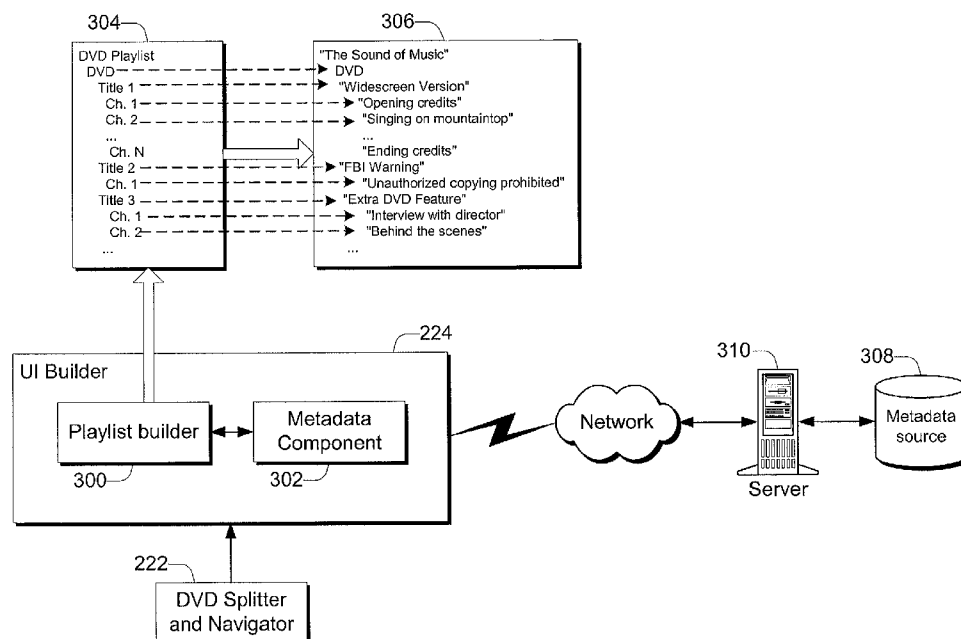 304
306
DVD Playlist
DVD
Title 1
Ch. 1
Ch. 2
...
Ch. N
Title 2
Ch. 1
Title 3
Ch. 1
Ch. 2
...
"The Sound of Music"
DVD
"Widescreen Version"
"Opening credits"
"Singing on mountaintop"
...
"Ending credits"
"FBI Warning"
"Unauthorized copying prohibited"
"Extra DVD Feature"
"Interview with director"
"Behind the scenes"
...
224
UI Builder
Playlist builder
300
Metadada
Component
302
Network
310
Server
308
Metadata
source
222
DVD Splitter
and Navigator